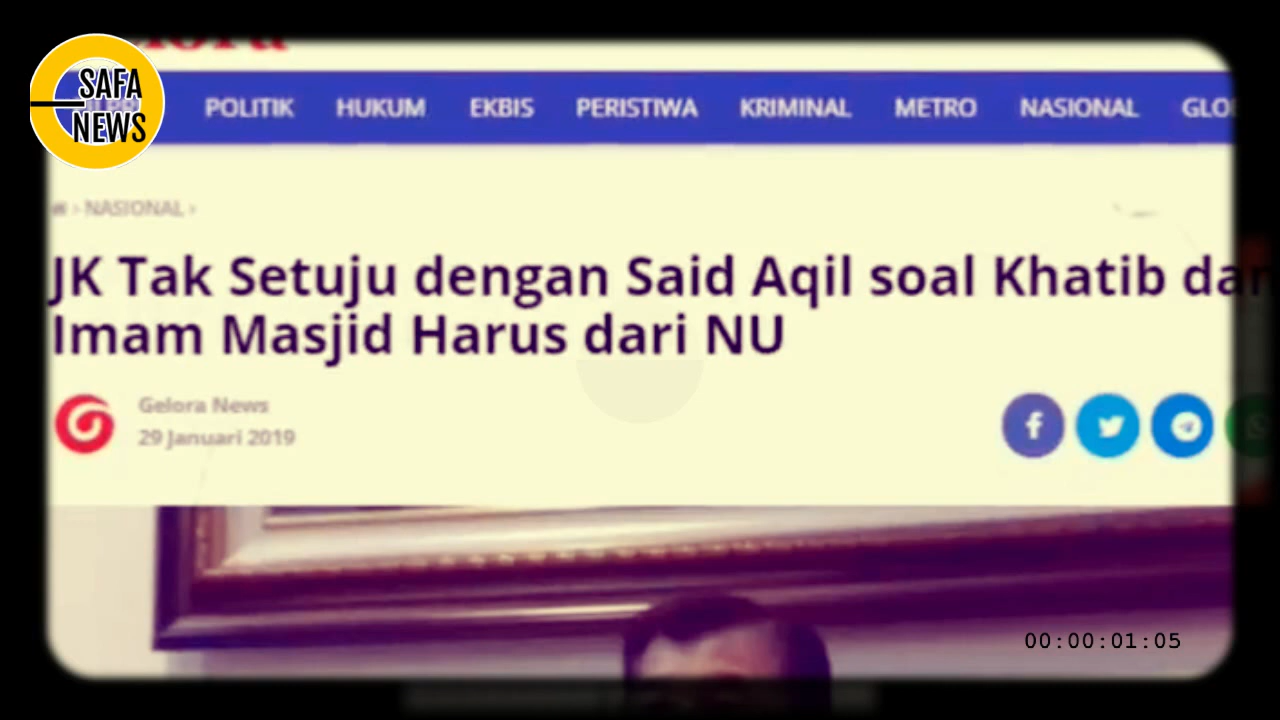 SAFA
NEWS
POLITIK HUKUM EKBIS PERISTIWA KRIMINAL METRO NASIONAL
› NASIONAL ›
JK Tak Setuju dengan Said Aqil soal Khatib dan
Imam Masjid Harus dari NU
Gelora News
29 Januari 2019
00:00:01:05